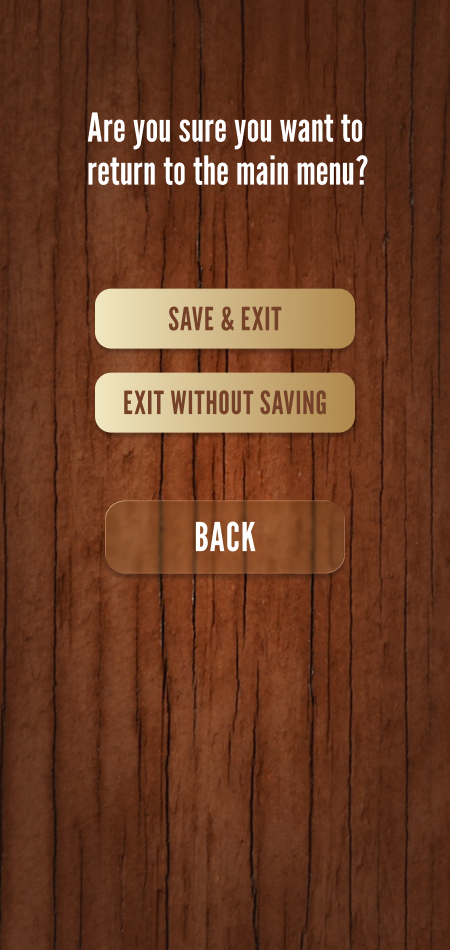 Are you sure you want to
return to the main menu?
SAVE & EXIT
EXIT WITHOUT SAVING
BACK